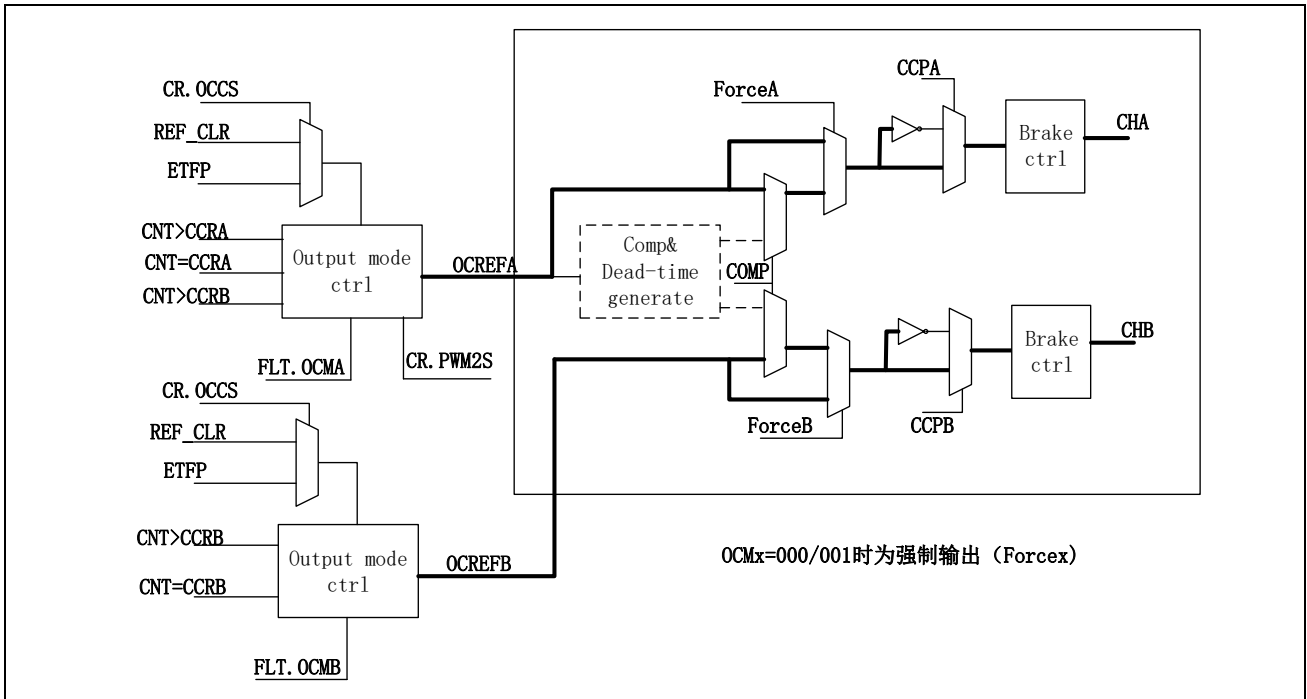 CR.OCCS
REF_CLR
ETFP
CNT>CCRA
CNT=CCRA
CNT>CCRB
Output mode
ctrl
FLT.OCMA
CR.PWM2S
OCREFA
Comp&
Dead-time
generate
COMP
ForceA
CCPA
Brake
ctrl
CHA
CR.OCCS
REF_CLR
ETFP
CNT>CCRB
CNT=CCRB
Output mode
ctrl
FLT.OCMB
OCREFB
ForceB
CCPB
Brake
ctrl
CHB
OCMx=000/001时为强制输出（Forcex）